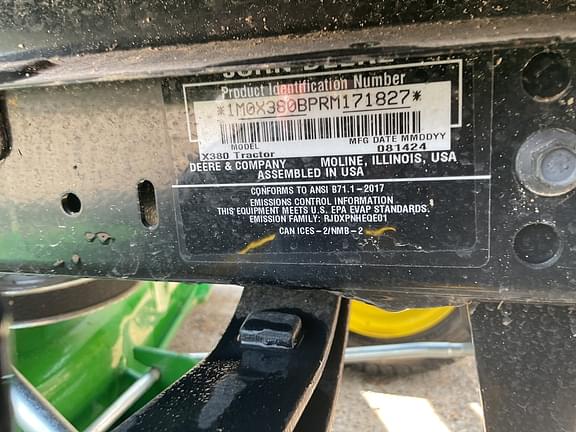 JOHN DEERE
Product Identification Number
*1M0X380BPRM171827*
MODEL MFG DATE MMDDYY
X380 Tractor 081424
DEERE & COMPANY MOLINE, ILLINOIS, USA
ASSEMBLED IN USA
CONFORMS TO ANSI B71.1-2017
EMISSIONS CONTROL INFORMATION
THIS EQUIPMENT MEETS U.S. EPA EVAP STANDARDS.
EMISSION FAMILY: RJDXPNHEQE01
CAN ICES-2/NMB-2